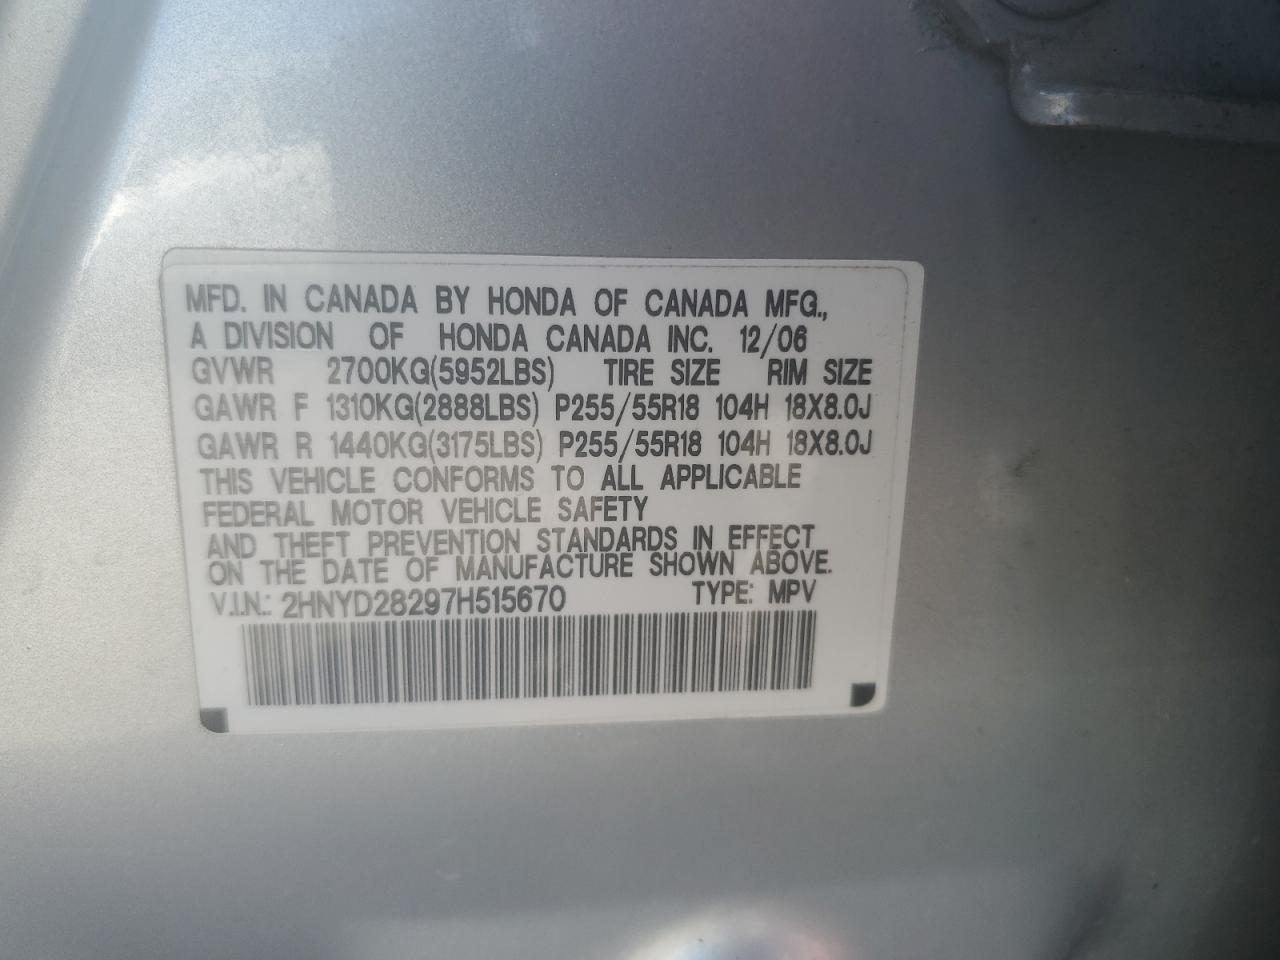 MFD. IN CANADA BY HONDA OF CANADA MFG.,
A DIVISION OF HONDA CANADA INC. 12/06
GVWR 2700KG(5952LBS) TIRE SIZE RIM SIZE
GAWR F 1310KG(2888LBS) P255/55R18 104H 18X8.0J
GAWR R 1440KG(3175LBS) P255/55R18 104H 18X8.0J
THIS VEHICLE CONFORMS TO ALL APPLICABLE
FEDERAL MOTOR VEHICLE SAFETY
AND THEFT PREVENTION STANDARDS IN EFFECT
ON THE DATE OF MANUFACTURE SHOWN ABOVE.
V.I.N.: 2HNYD28297H515670 TYPE: MPV